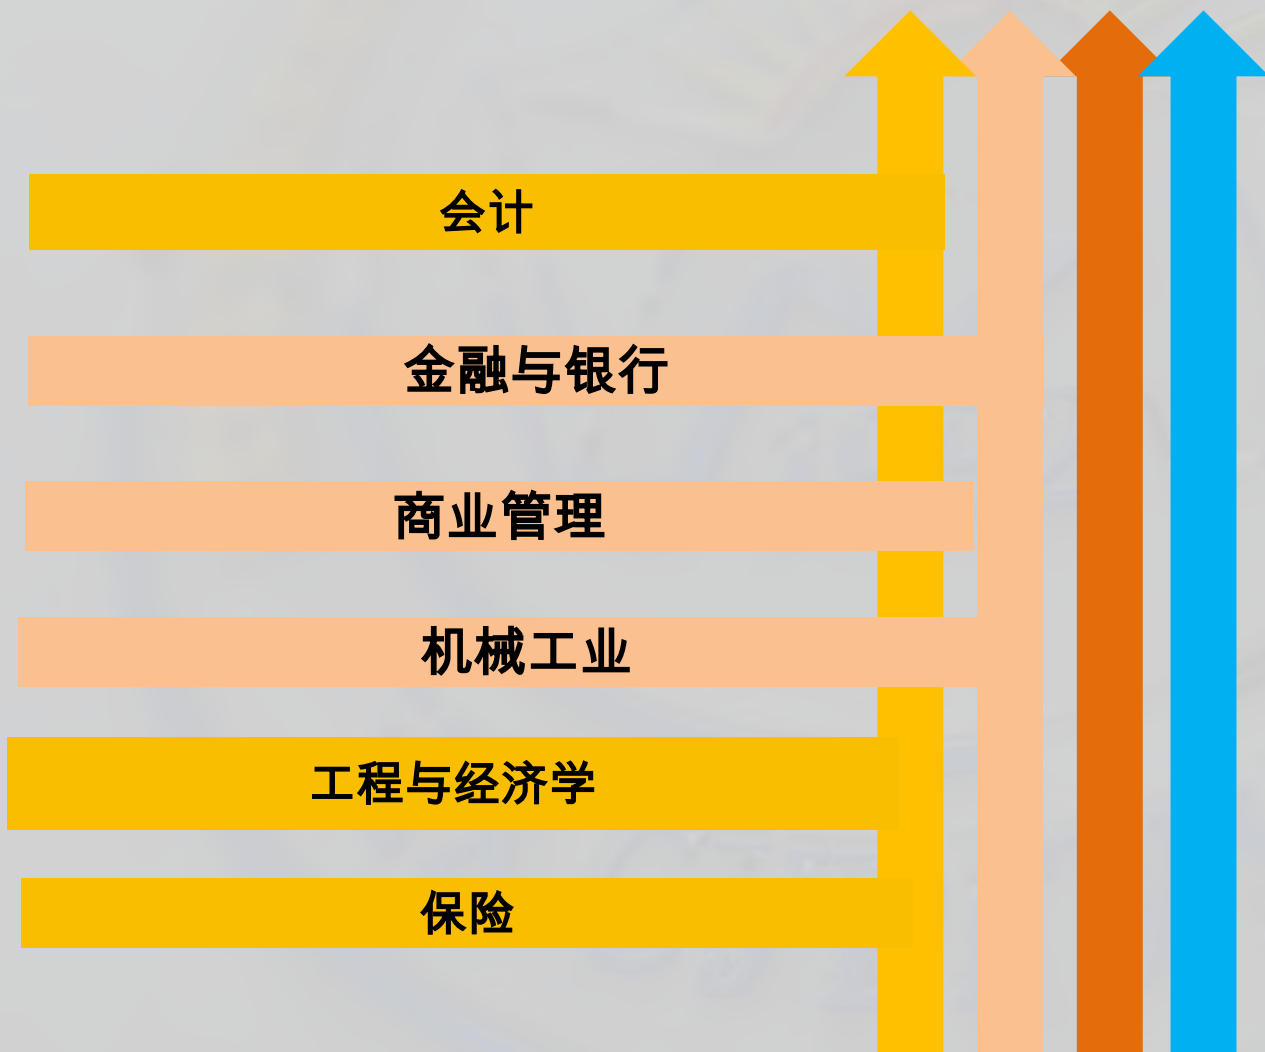 会计
金融与银行
商业管理
机械工业
工程与经济学
保险